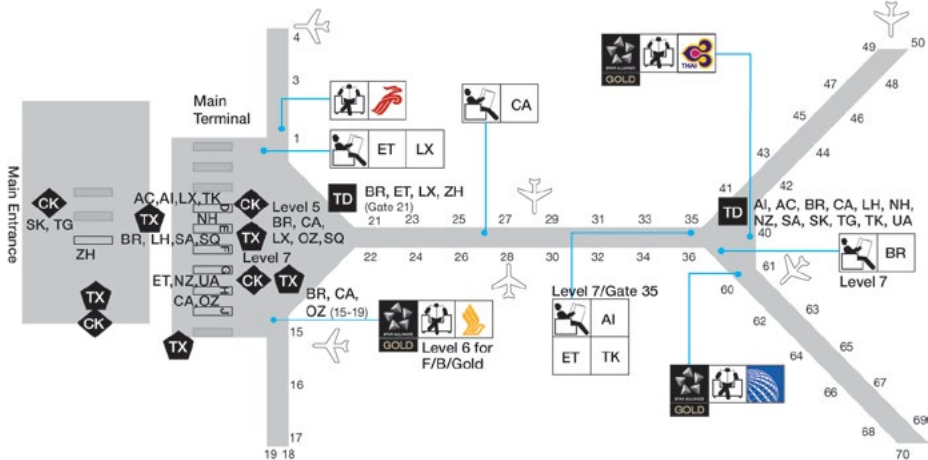 4
3
1
Main
Terminal
Main Entrance
CK
SK, TG
ZH
TX
TX
CK
AC,AI,LX,TK
NH
BR, LH,SA,SQ
ET,NZ,UA
CA,OZ
D
E
F
G
H
J
TX
CK
Level 5
TX
BR, CA,
LX, OZ,SQ
Level 7
CK
TX
BR, CA,
OZ (15-19)
15
16
17
19 18
ET LX
TD
BR, ET, LX, ZH
(Gate 21)
CA
21 23 25 27 29 31 33 35
22 24 26 28 30 32 34 36
STAR ALLIANCE
GOLD
Level 6 for
F/B/Gold
Level 7/Gate 35
AI
ET TK
STAR ALLIANCE
GOLD
THAI
49 50
47 48
45 46
43 44
41 42
40
TD
AI, AC, BR, CA, LH, NH,
NZ, SA, SK, TG, TK, UA
BR
Level 7
61
60
62 63
64 65
66 67
68 69
70
STAR ALLIANCE
GOLD